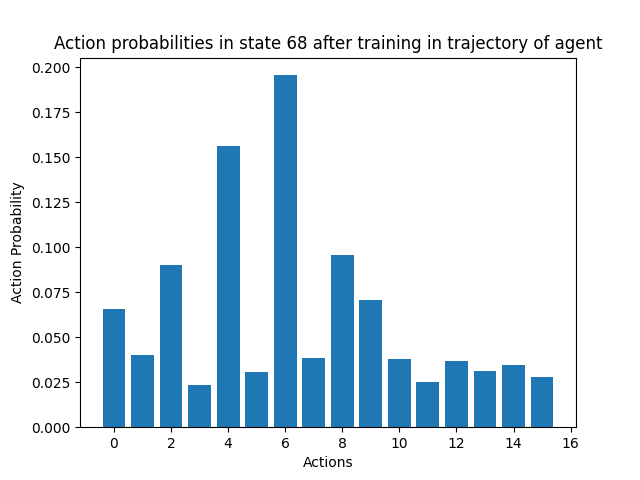 Action probabilities in state 68 after training in trajectory of agent
0.200
0.175
0.150
0.125
0.100
0.075
0.050
0.025
0.000
Action Probability
0 2 4 6 8 10 12 14 16
Actions